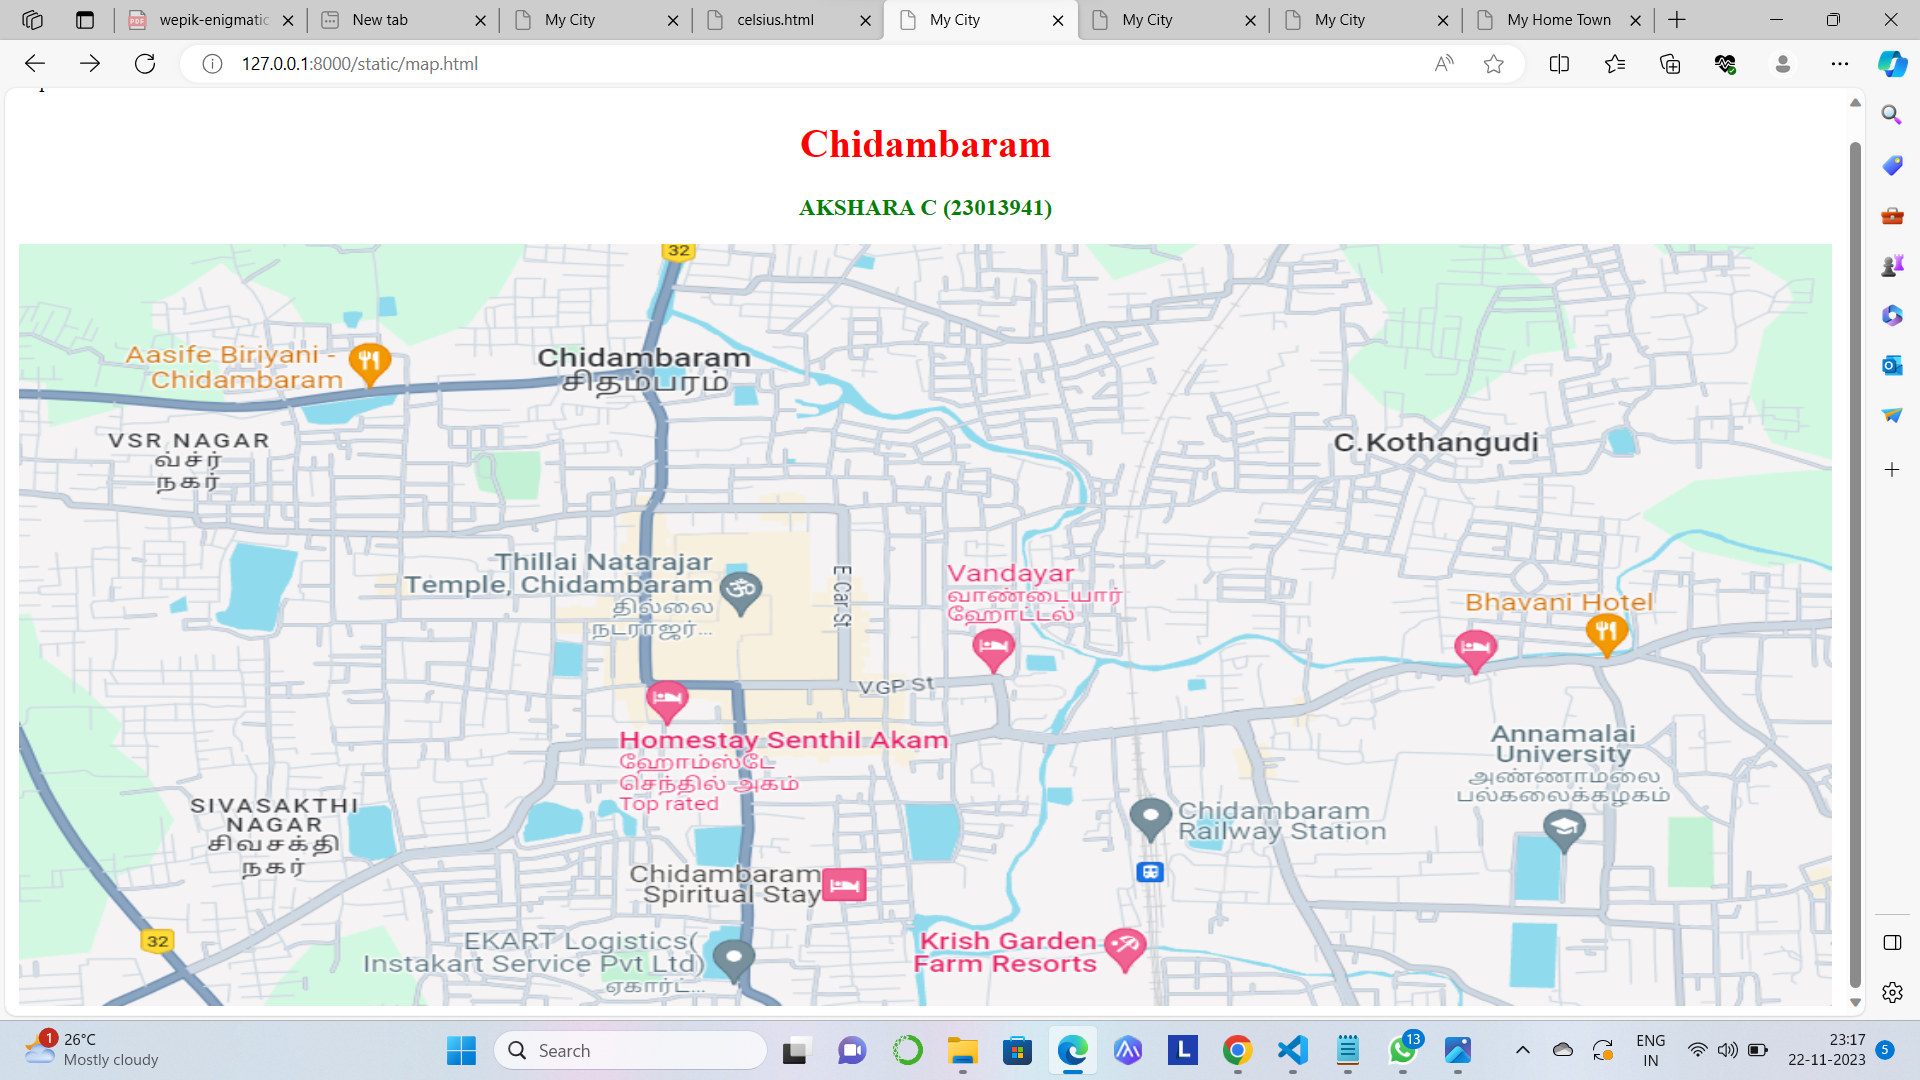 wepik-enigmatic
New tab
My City
celsius.html
My City
My City
My City
My Home Town
127.0.0.1:8000/static/map.html
Chidambaram
AKSHARA C (23013941)
32
Aasife Biriyani -
Chidambaram
Chidambaram
சிதம்பரம்
VSR NAGAR
வ்ச்ர்
நகர்
C.Kothangudi
Thillai Natarajar
Temple, Chidambaram
தில்லை
நடராஜர்...
E Car St
Vandayar
வாண்டையார்
ஹோட்டல்
Bhavani Hotel
VGP St
Homestay Senthil Akam
ஹோம்ஸ்டே
செந்தில் அகம்
Top rated
Annamalai
University
அண்ணாமலை
பல்கலைக்கழகம்
SIVASAKTHI
NAGAR
சிவசக்தி
நகர்
Chidambaram
Railway Station
Chidambaram
Spiritual Stay
32
EKART Logistics(
Instakart Service Pvt Ltd)
ஏகார்ட்...
Krish Garden
Farm Resorts
1
26°C
Mostly cloudy
Search
L
13
ENG
IN
23:17
22-11-2023
5